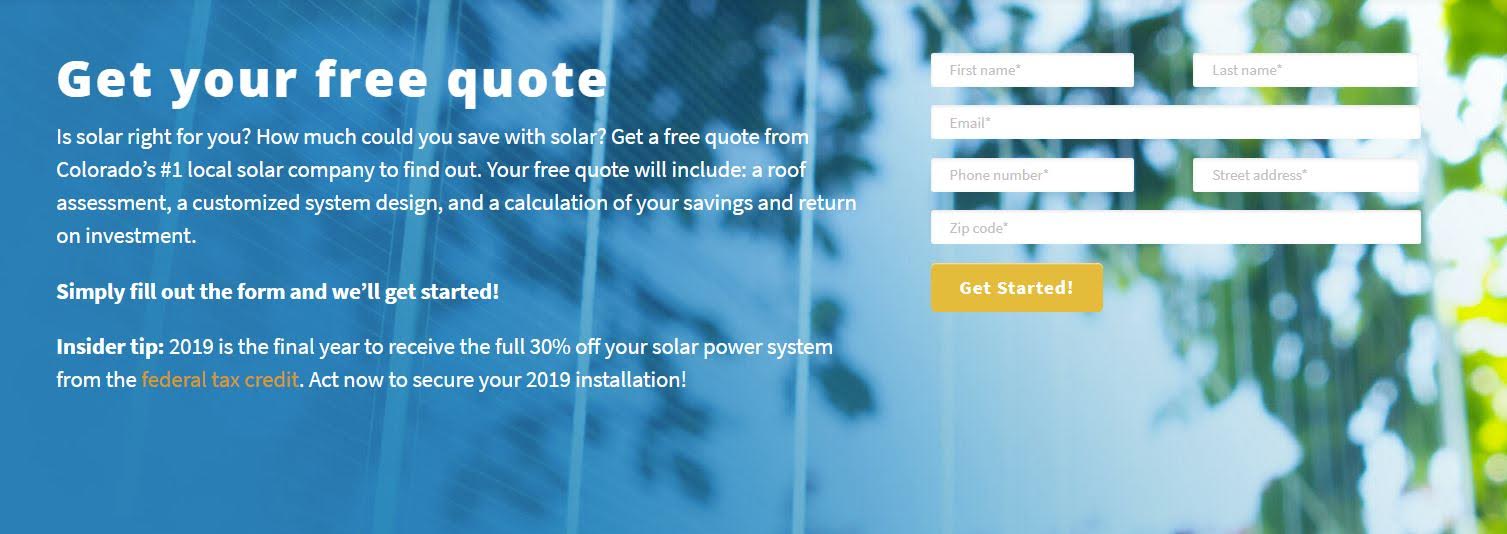 Get your free quote
Is solar right for you? How much could you save with solar? Get a free quote from
Colorado’s #1 local solar company to find out. Your free quote will include: a roof
assessment, a customized system design, and a calculation of your savings and return
on investment.
Simply fill out the form and we’ll get started!
Insider tip: 2019 is the final year to receive the full 30% off your solar power system
from the federal tax credit. Act now to secure your 2019 installation!
First name*
Last name*
Email*
Phone number*
Street address*
Zip code*
Get Started!